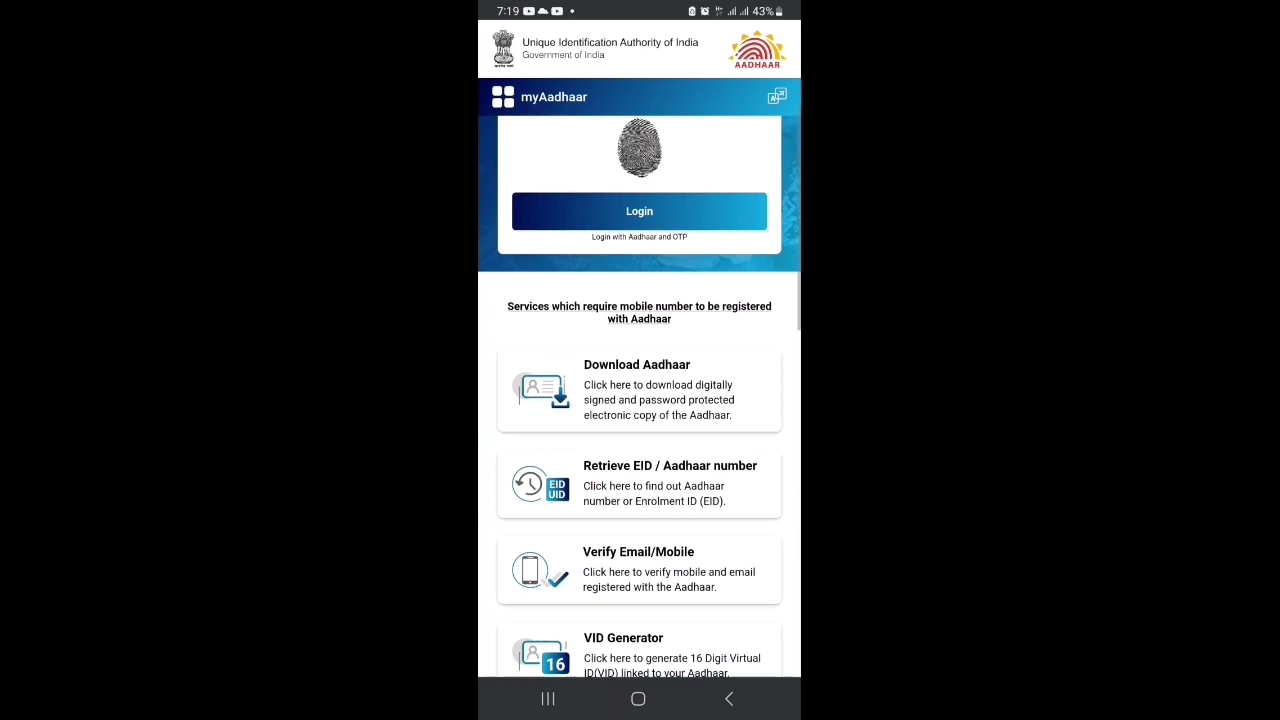 7:19
43%
Unique Identification Authority of India
Government of India
AADHAAR
myAadhaar
Login
Login with Aadhaar and OTP
Services which require mobile number to be registered
with Aadhaar
Download Aadhaar
Click here to download digitally
signed and password protected
electronic copy of the Aadhaar.
EID
UID
Retrieve EID / Aadhaar number
Click here to find out Aadhaar
number or Enrolment ID (EID).
Verify Email/Mobile
Click here to verify mobile and email
registered with the Aadhaar.
16
VID Generator
Click here to generate 16 Digit Virtual
ID(VID) linked to your Aadhaar.